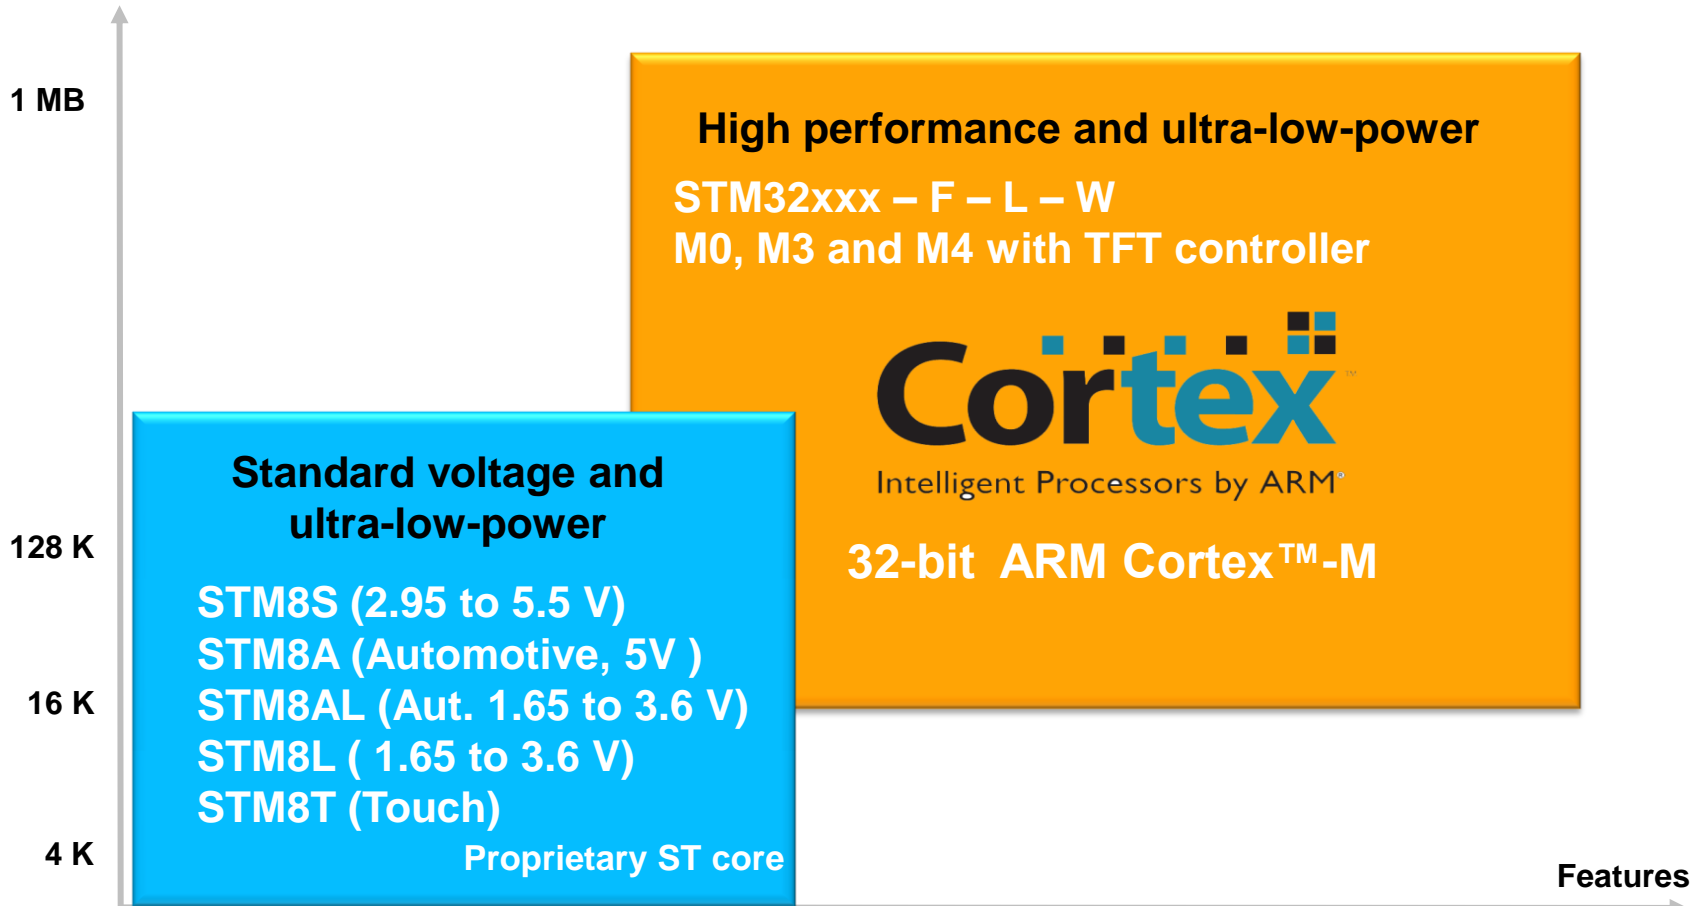 1 MB
High performance and ultra-low-power
STM32xxx – F – L – W
M0, M3 and M4 with TFT controller
Cortex™
Intelligent Processors by ARM®
32-bit ARM Cortex™-M
Standard voltage and
ultra-low-power
128 K
STM8S (2.95 to 5.5 V)
STM8A (Automotive, 5V )
16 K
STM8AL (Aut. 1.65 to 3.6 V)
STM8L ( 1.65 to 3.6 V)
STM8T (Touch)
4 K
Proprietary ST core
Features